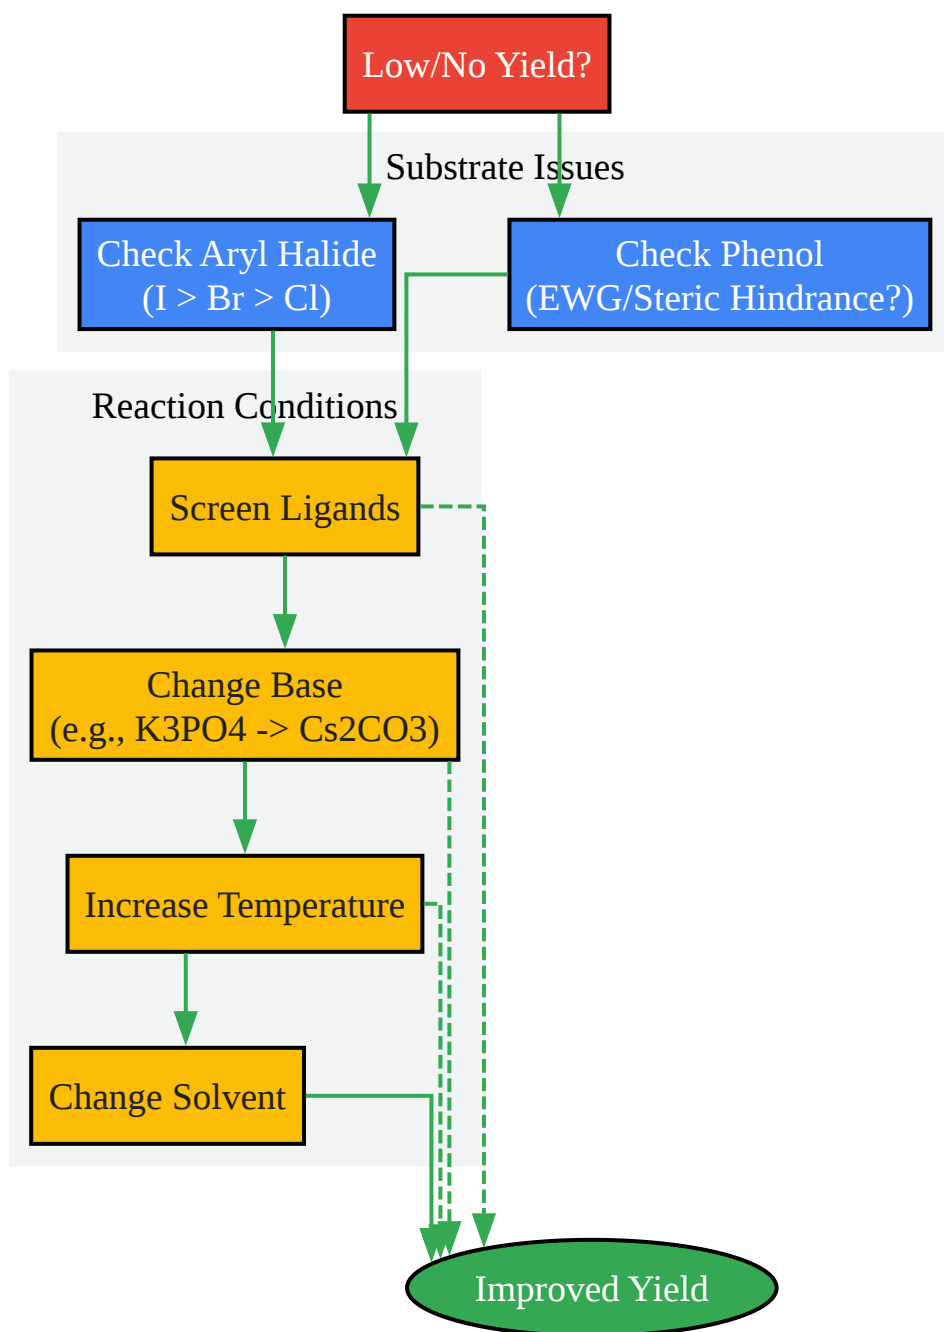 Low/No Yield?
Substrate Issues
Check Aryl Halide
(I > Br > Cl)
Check Phenol
(EWG/Steric Hindrance?)
Reaction Conditions
Screen Ligands
Change Base
(e.g., K3PO4 -> Cs2CO3)
Increase Temperature
Change Solvent
Improved Yield